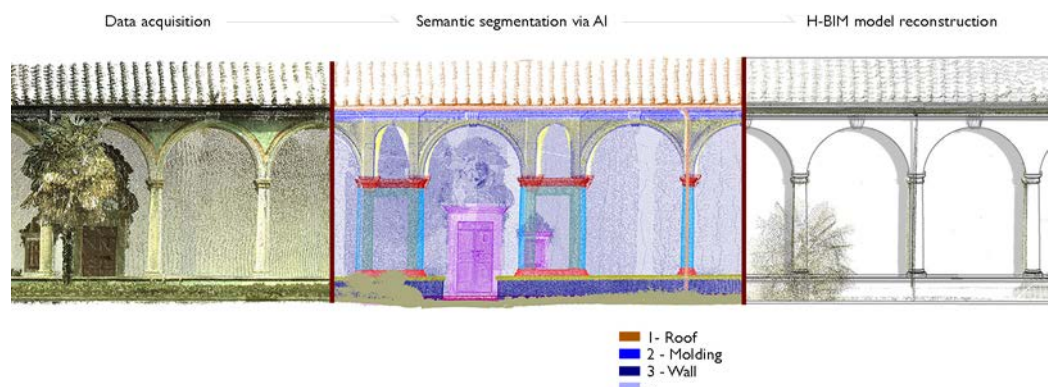 Data acquisition
Semantic segmentation via AI
H-BIM model reconstruction
1- Roof
2 - Molding
3 - Wall